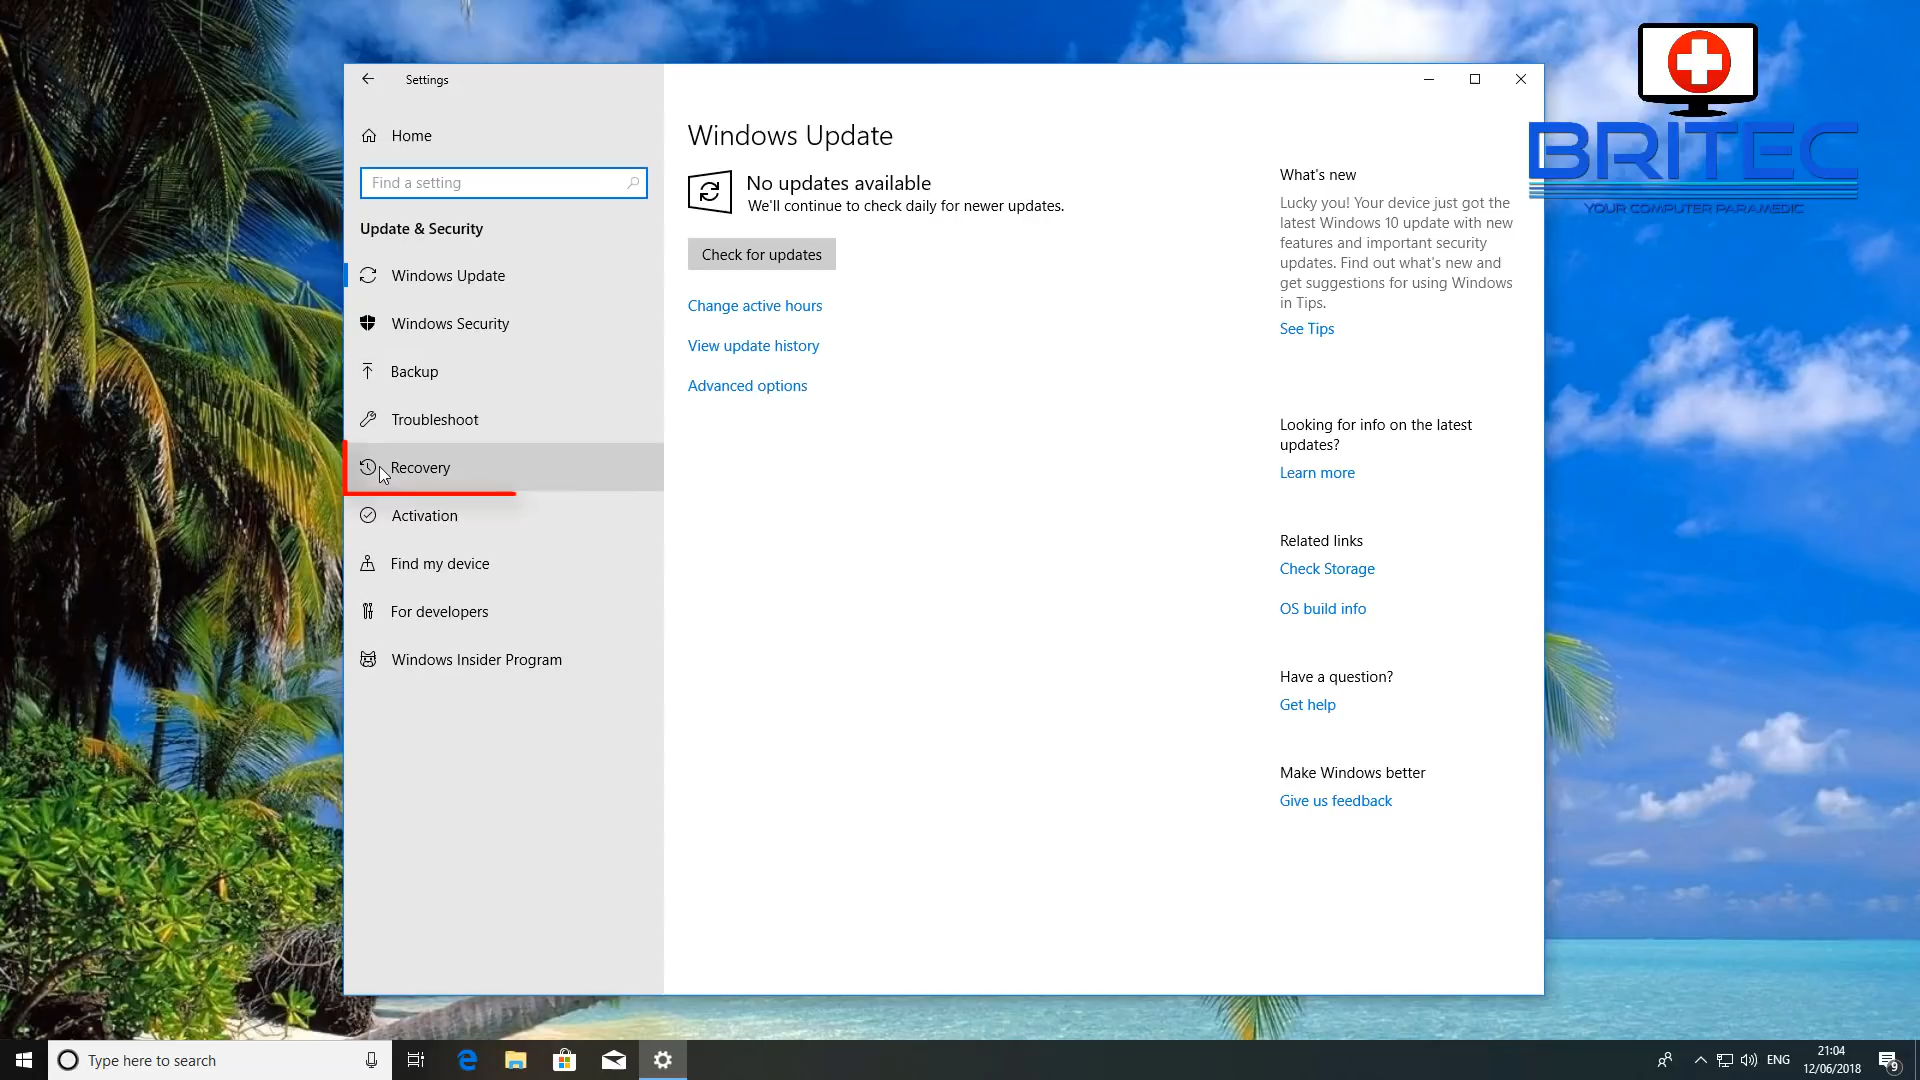 Settings
Home
Find a setting
Update & Security
Windows Update
Windows Security
Backup
Troubleshoot
Recovery
Activation
Find my device
For developers
Windows Insider Program
Windows Update
No updates available
We'll continue to check daily for newer updates.
Check for updates
Change active hours
View update history
Advanced options
What's new
Lucky you! Your device just got the
latest Windows 10 update with new
features and important security
updates. Find out what's new and
get suggestions for using Windows
in Tips.
See Tips
Looking for info on the latest
updates?
Learn more
Related links
Check Storage
OS build info
Have a question?
Get help
Make Windows better
Give us feedback
BRITEC
YOUR COMPUTER PARAMEDIC
Type here to search
ENG
21:04
12/06/2018
9